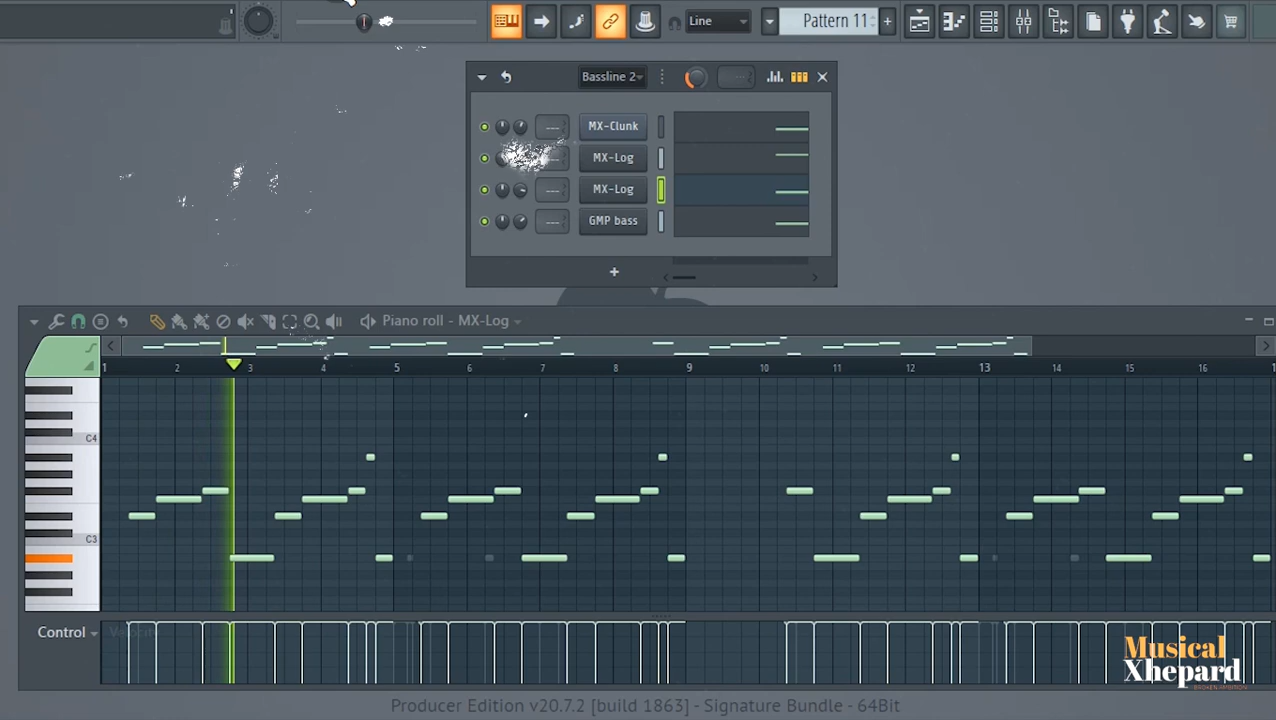 Line
Pattern 11
+
Bassline 2
---
---
MX-Clunk
MX-Log
---
MX-Log
---
GMP bass
+
Piano roll - MX-Log
1 2 3 4 5 6 7 8 9 10 11 12 13 14 15 16
C4
C3
Control
Velocity
Musical
Xhepard
Producer Edition v20.7.2 [build 1863] - Signature Bundle - 64Bit